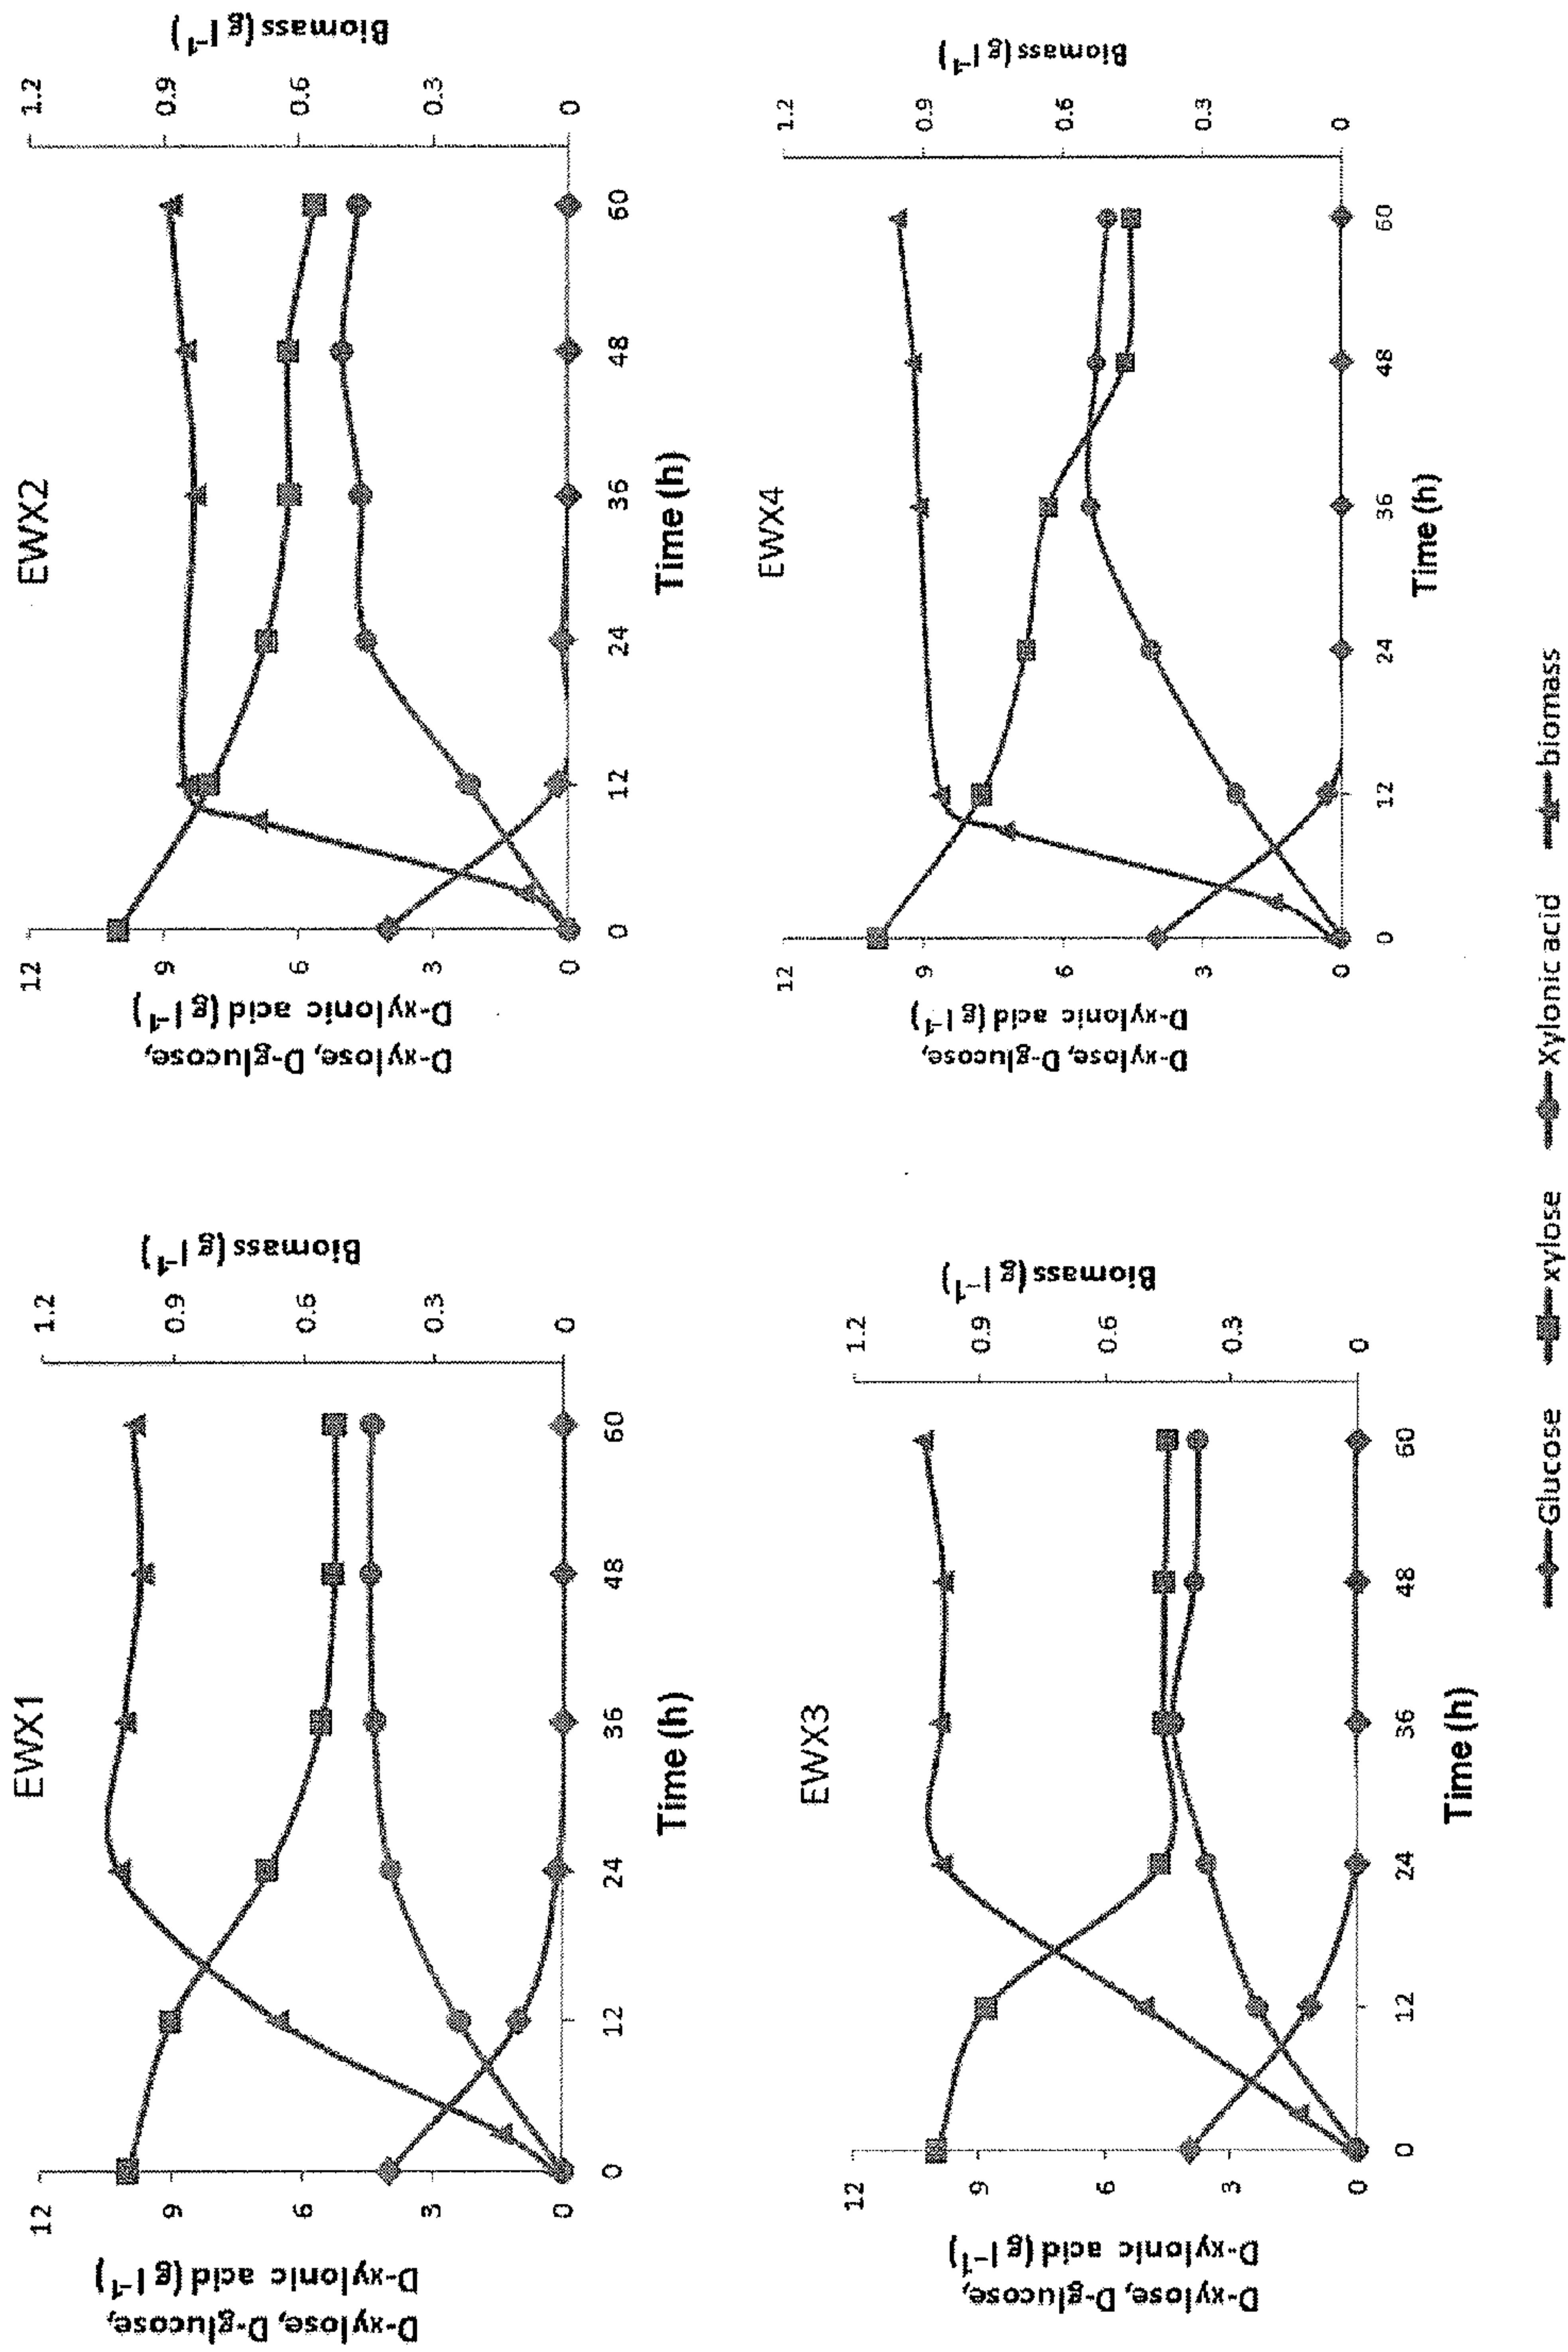 EWX1
12
9
6
3
0
D-xylose, D-glucose,
D-xylonic acid (g l⁻¹)
1.2
0.9
0.6
0.3
0
Biomass (g l⁻¹)
0 12 24 36 48 60
Time (h)
EWX2
12
9
6
3
0
D-xylose, D-glucose,
D-xylonic acid (g l⁻¹)
1.2
0.9
0.6
0.3
0
Biomass (g l⁻¹)
0 12 24 36 48 60
Time (h)
EWX3
12
9
6
3
0
D-xylose, D-glucose,
D-xylonic acid (g l⁻¹)
1.2
0.9
0.6
0.3
0
Biomass (g l⁻¹)
0 12 24 36 48 60
Time (h)
EWX4
12
9
6
3
0
D-xylose, D-glucose,
D-xylonic acid (g l⁻¹)
1.2
0.9
0.6
0.3
0
Biomass (g l⁻¹)
0 12 24 36 48 60
Time (h)
Glucose xylose Xylonic acid biomass